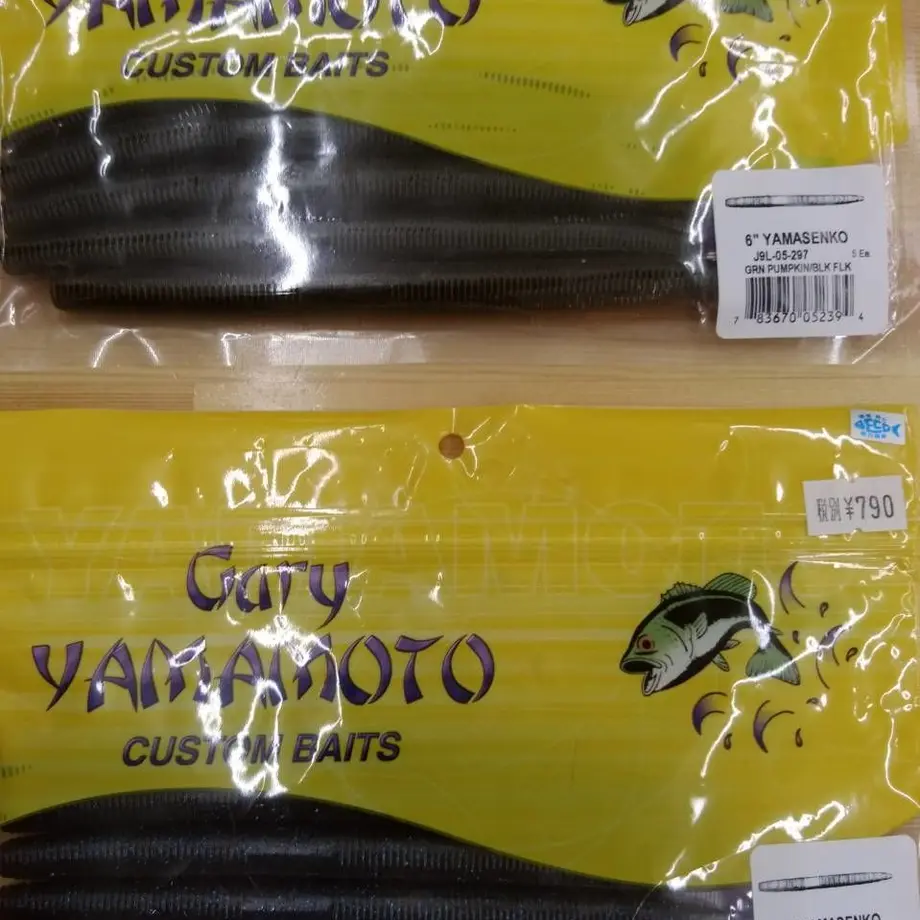 YAMAMOTO
CUSTOM BAITS
6" YAMASENKO
J9L-05-297 5 Ea
GRN PUMPKIN/BLK FLK
7 83670 05239 4
税別 ¥790
Gary
YAMAMOTO
CUSTOM BAITS